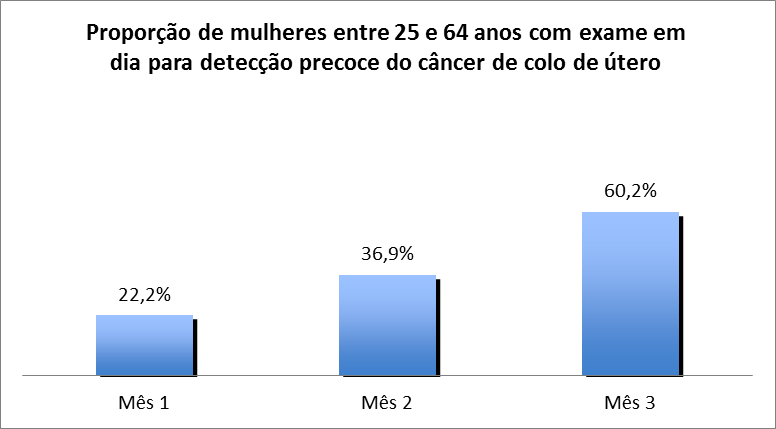 Proporção de mulheres entre 25 e 64 anos com exame em
dia para detecção precoce do câncer de colo de útero
60,2%
36,9%
22,2%
Mês 1 Mês 2 Mês 3